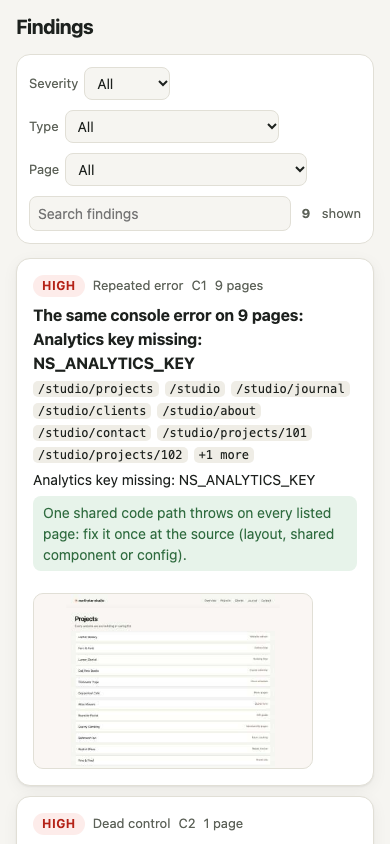 Findings
Severity All
Type All
Page All
Search findings 9 shown
HIGH Repeated error C1 9 pages
The same console error on 9 pages:
Analytics key missing:
NS_ANALYTICS_KEY
/studio/projects /studio /studio/journal
/studio/clients /studio/about
/studio/contact /studio/projects/101
/studio/projects/102 +1 more
Analytics key missing: NS_ANALYTICS_KEY
One shared code path throws on every listed
page: fix it once at the source (layout, shared
component or config).
Projects
HIGH Dead control C2 1 page